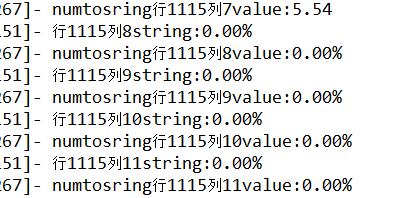 267]- numtosring行1115列7value:5.54
151]- 行1115列8string:0.00%
267]- numtosring行1115列8value:0.00%
151]- 行1115列9string:0.00%
267]- numtosring行1115列9value:0.00%
151]- 行1115列10string:0.00%
267]- numtosring行1115列10value:0.00%
151]- 行1115列11string:0.00%
267]- numtosring行1115列11value:0.00%